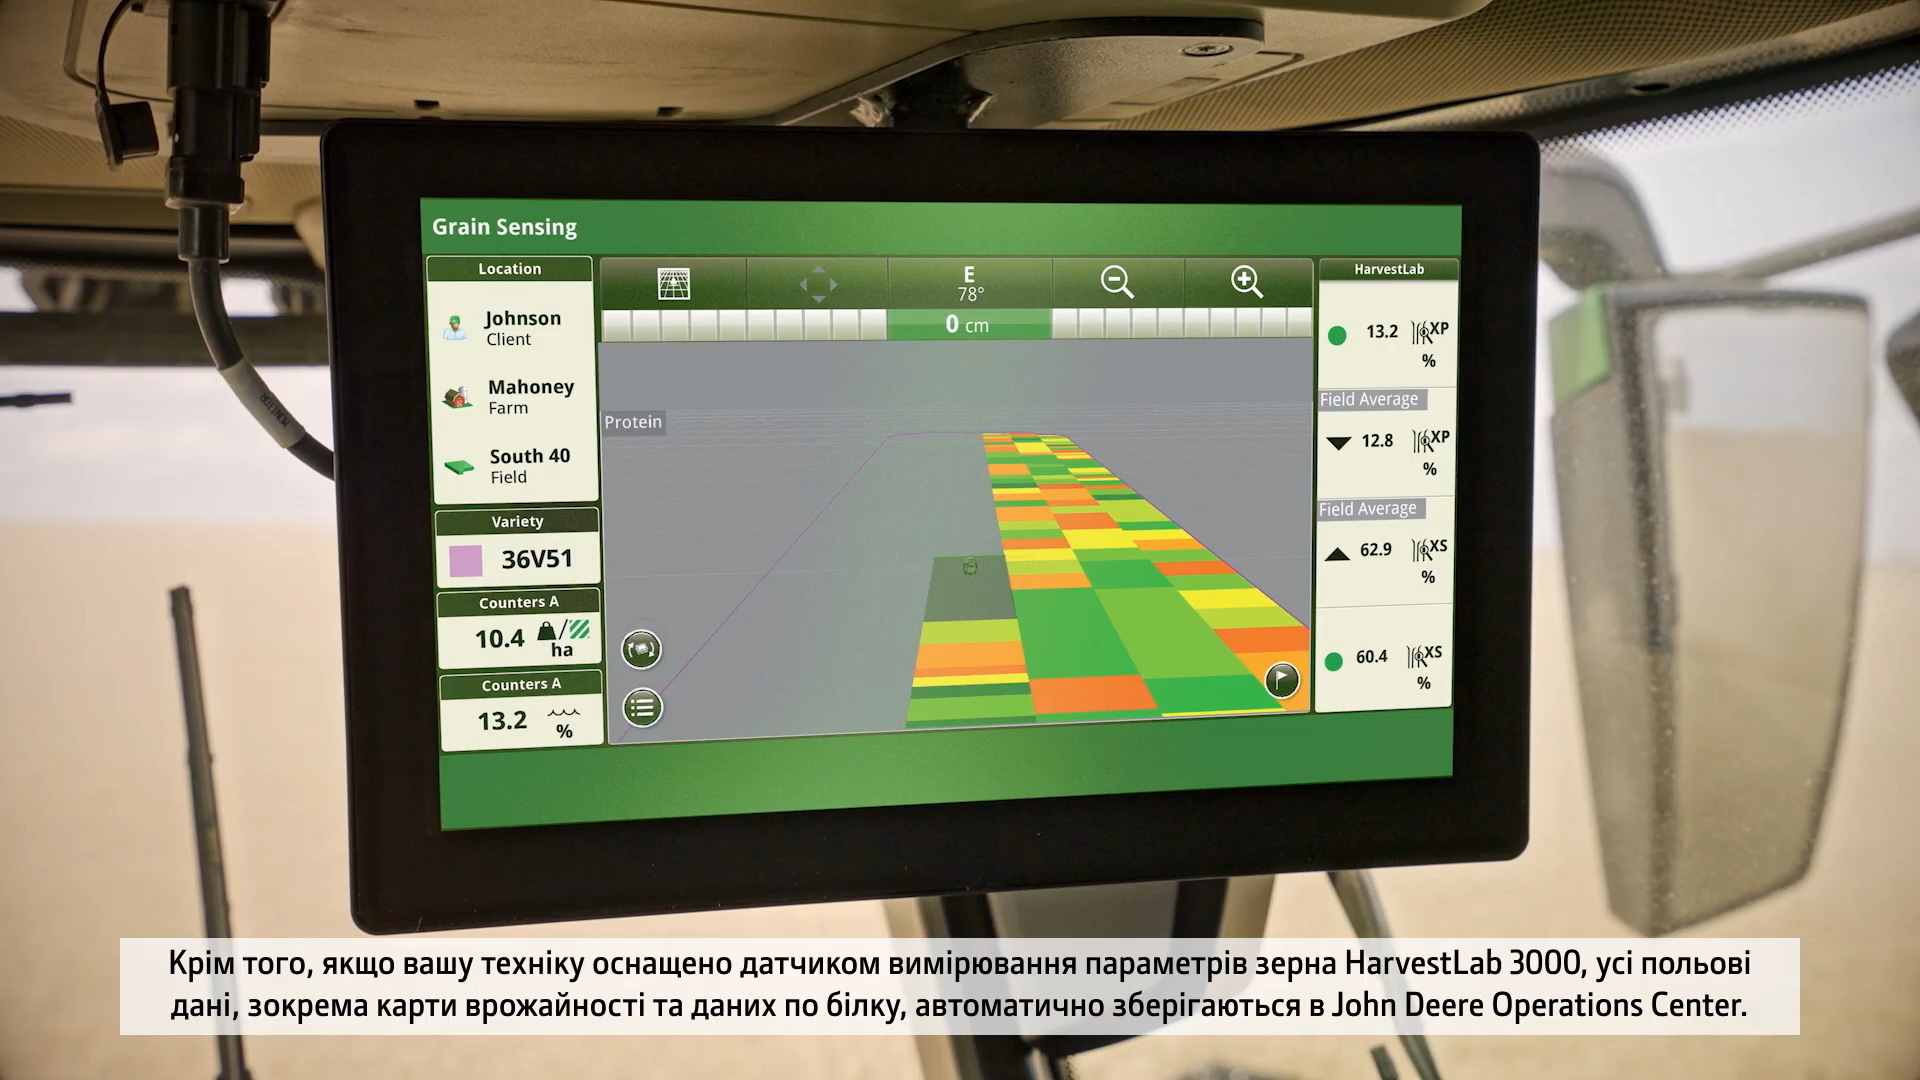 Grain Sensing
Location
Johnson
Client
Mahoney
Farm
South 40
Field
Variety
36V51
Counters A
10.4 /
ha
Counters A
13.2
%
E
78°
0 cm
Protein
HarvestLab
13.2 XP
%
Field Average
12.8 XP
%
Field Average
62.9 XS
%
60.4 XS
%
MONITOR
Крім того, якщо вашу техніку оснащено датчиком вимірювання параметрів зерна HarvestLab 3000, усі польові
дані, зокрема карти врожайності та даних по білку, автоматично зберігаються в John Deere Operations Center.